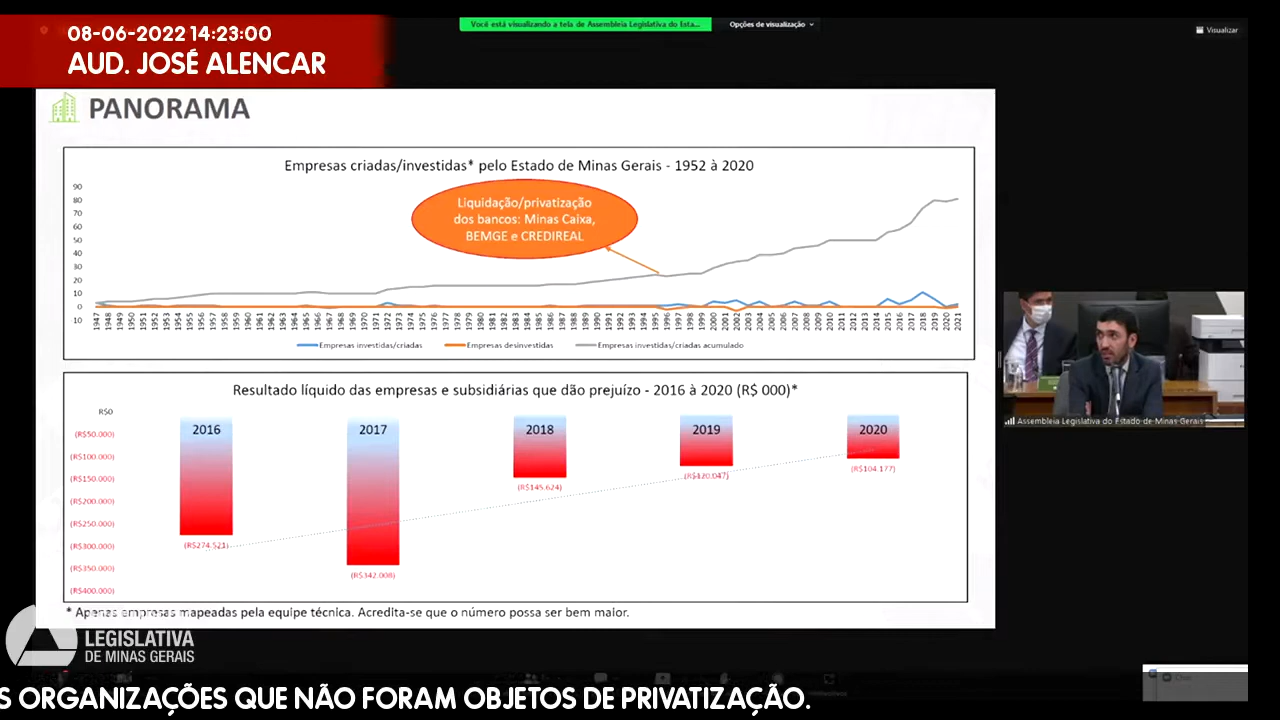 Você está visualizando a tela de Assembleia Legislativa do Esta...
Opções de visualização
Visualizar
08-06-2022 14:23:00
AUD. JOSÉ ALENCAR
PANORAMA
Empresas criadas/investidas* pelo Estado de Minas Gerais - 1952 à 2020
Liquidação/privatização
dos bancos: Minas Caixa,
BEMGE e CREDIREAL
90
80
70
60
50
40
30
20
10
0
10
1947 1948 1949 1950 1951 1952 1953 1954 1955 1956 1957 1958 1959 1960 1961 1962 1963 1964 1965 1966 1967 1968 1969 1970 1971 1972 1973 1974 1975 1976 1977 1978 1979 1980 1981 1982 1983 1984 1985 1986 1987 1988 1989 1990 1991 1992 1993 1994 1995 1996 1997 1998 1999 2000 2001 2002 2003 2004 2005 2006 2007 2008 2009 2010 2011 2012 2013 2014 2015 2016 2017 2018 2019 2020 2021
Empresas investidas/criadas Empresas desinvestidas Empresas investidas/criadas acumulado
Resultado líquido das empresas e subsidiárias que dão prejuízo - 2016 à 2020 (R$ 000)*
R$0
(R$50.000)
(R$100.000)
(R$150.000)
(R$200.000)
(R$250.000)
(R$300.000)
(R$350.000)
(R$400.000)
2016 2017 2018 2019 2020
(R$274.521)
(R$342.008)
(R$145.624)
(R$120.047)
(R$104.177)
* Apenas empresas mapeadas pela equipe técnica. Acredita-se que o número possa ser bem maior.
Assembleia Legislativa do Estado de Minas Gerais
LEGISLATIVA
DE MINAS GERAIS
S ORGANIZAÇÕES QUE NÃO FORAM OBJETOS DE PRIVATIZAÇÃO.